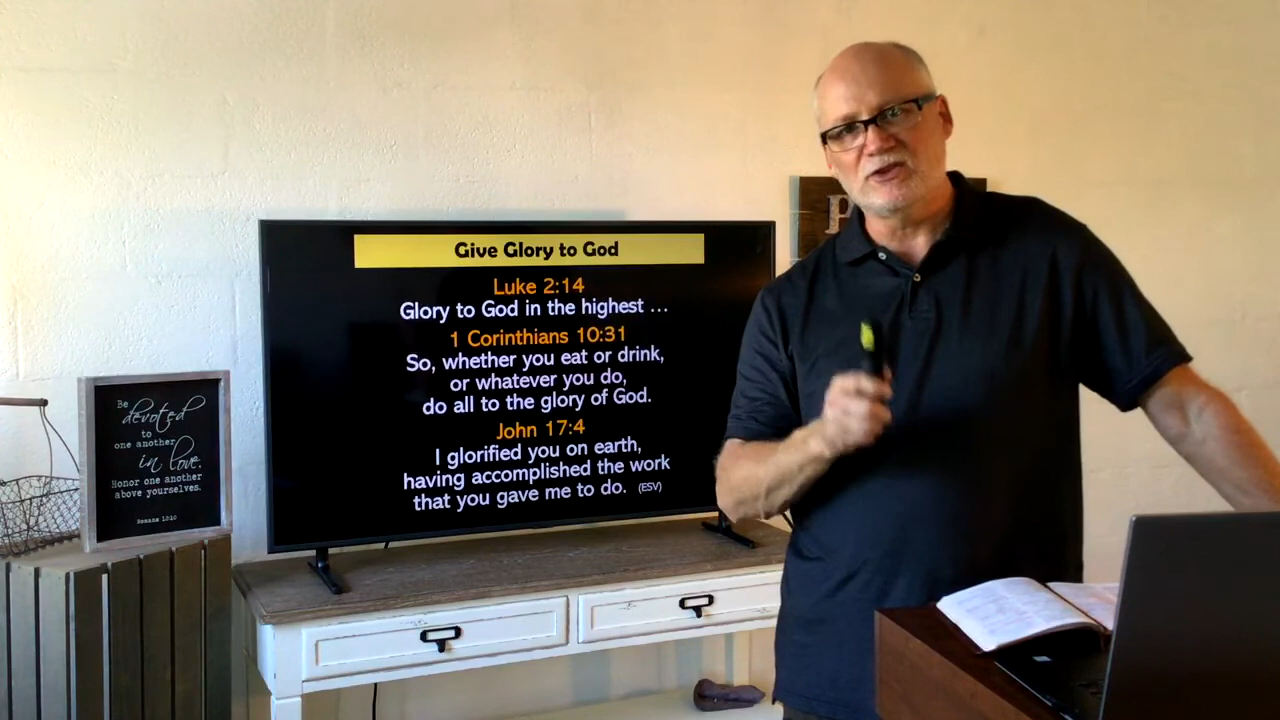 Give Glory to God
Luke 2:14
Glory to God in the highest ...
1 Corinthians 10:31
So, whether you eat or drink,
or whatever you do,
do all to the glory of God.
John 17:4
I glorified you on earth,
having accomplished the work
that you gave me to do. (ESV)
Be
devoted
to
one another
in love.
Honor one another
above yourselves.
Romans 12:10